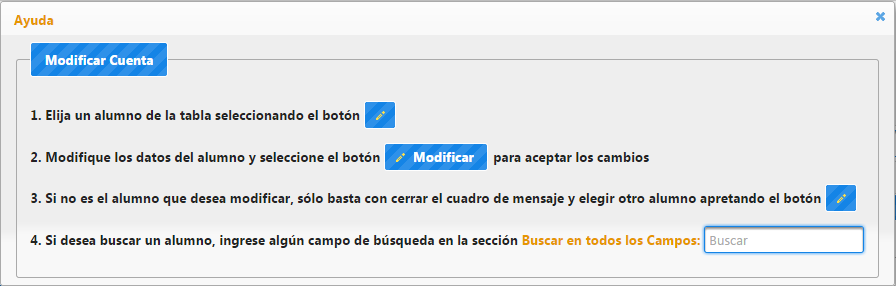 Ayuda
Modificar Cuenta
1. Elija un alumno de la tabla seleccionando el botón
2. Modifique los datos del alumno y seleccione el botón Modificar para aceptar los cambios
3. Si no es el alumno que desea modificar, sólo basta con cerrar el cuadro de mensaje y elegir otro alumno apretando el botón
4. Si desea buscar un alumno, ingrese algún campo de búsqueda en la sección Buscar en todos los Campos: Buscar